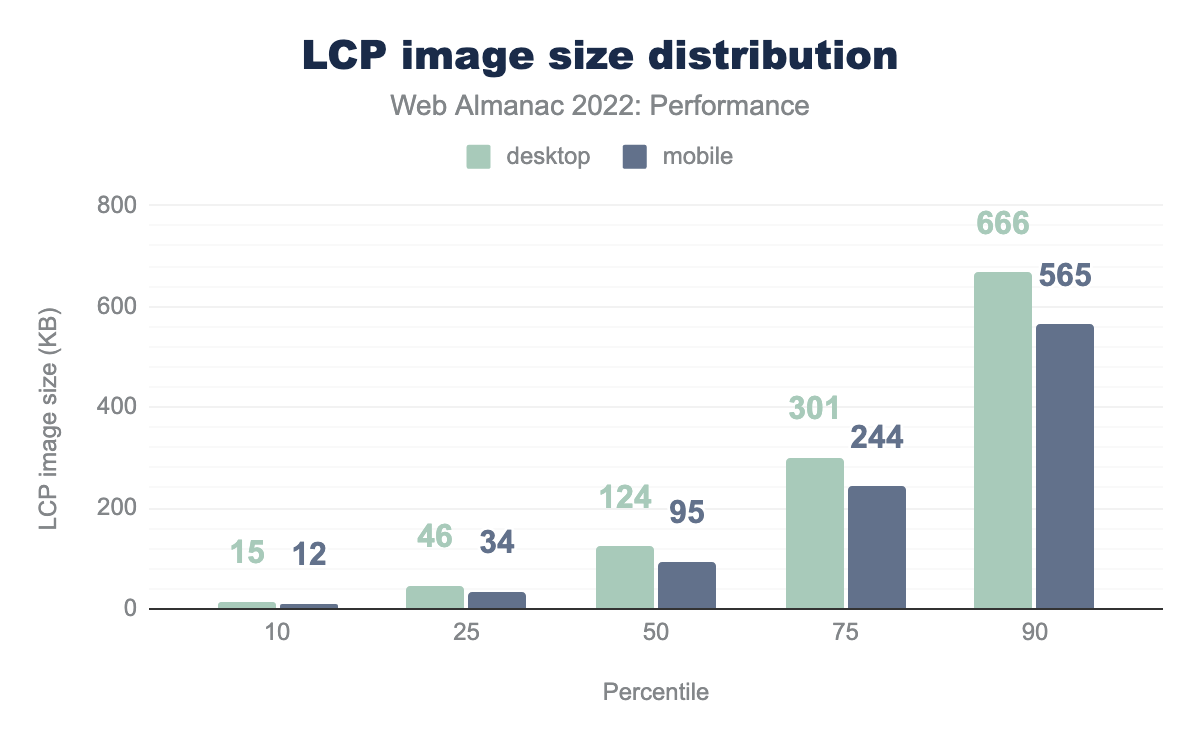 LCP image size distribution
Web Almanac 2022: Performance
desktop mobile
LCP image size (KB)
800
600
400
200
0
15 12
46 34
124 95
301 244
666 565
10 25 50 75 90
Percentile